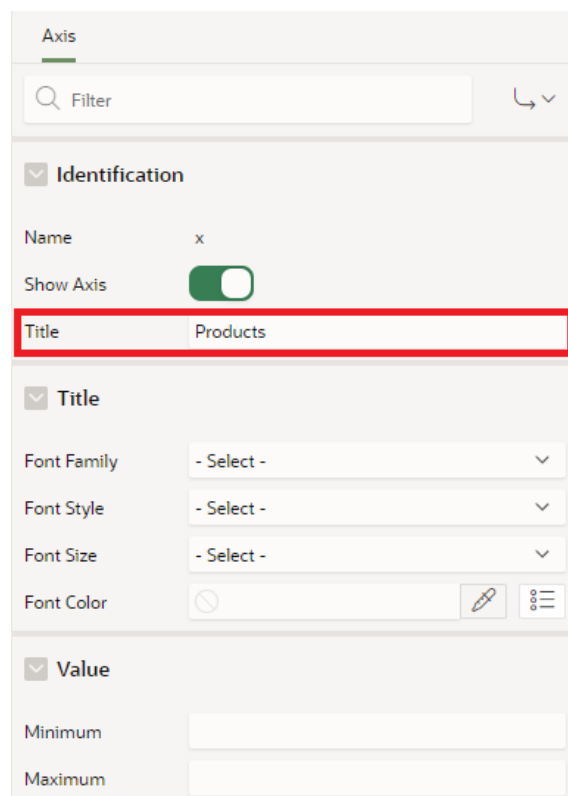 Axis
Filter
Identification
Name x
Show Axis
Title Products
Title
Font Family - Select -
Font Style - Select -
Font Size - Select -
Font Color
Value
Minimum
Maximum